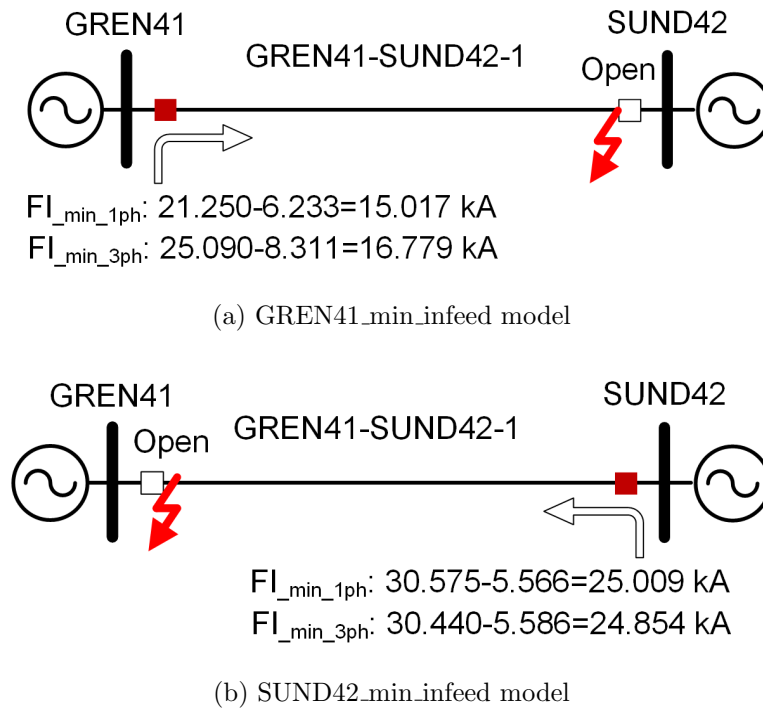 GREN41
SUND42
GREN41-SUND42-1
Open
FI_min_1ph: 21.250-6.233=15.017 kA
FI_min_3ph: 25.090-8.311=16.779 kA
(a) GREN41_min_infeed model
GREN41
SUND42
Open
GREN41-SUND42-1
FI_min_1ph: 30.575-5.566=25.009 kA
FI_min_3ph: 30.440-5.586=24.854 kA
(b) SUND42_min_infeed model